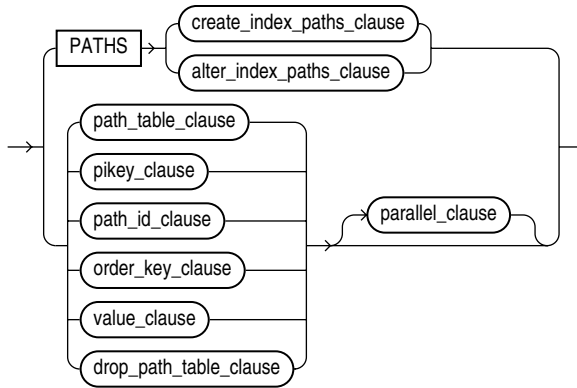 PATHS
create_index_paths_clause
alter_index_paths_clause
path_table_clause
pikey_clause
path_id_clause
parallel_clause
order_key_clause
value_clause
drop_path_table_clause